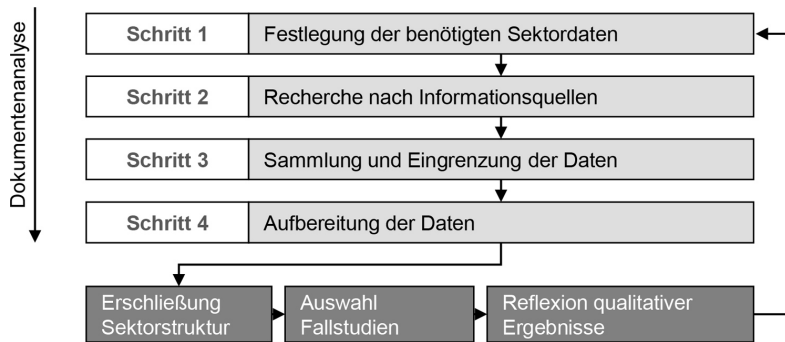 Dokumentenanalyse
Schritt 1 Festlegung der benötigten Sektordaten
Schritt 2 Recherche nach Informationsquellen
Schritt 3 Sammlung und Eingrenzung der Daten
Schritt 4 Aufbereitung der Daten
Erschließung
Sektorstruktur
Auswahl
Fallstudien
Reflexion qualitativer
Ergebnisse